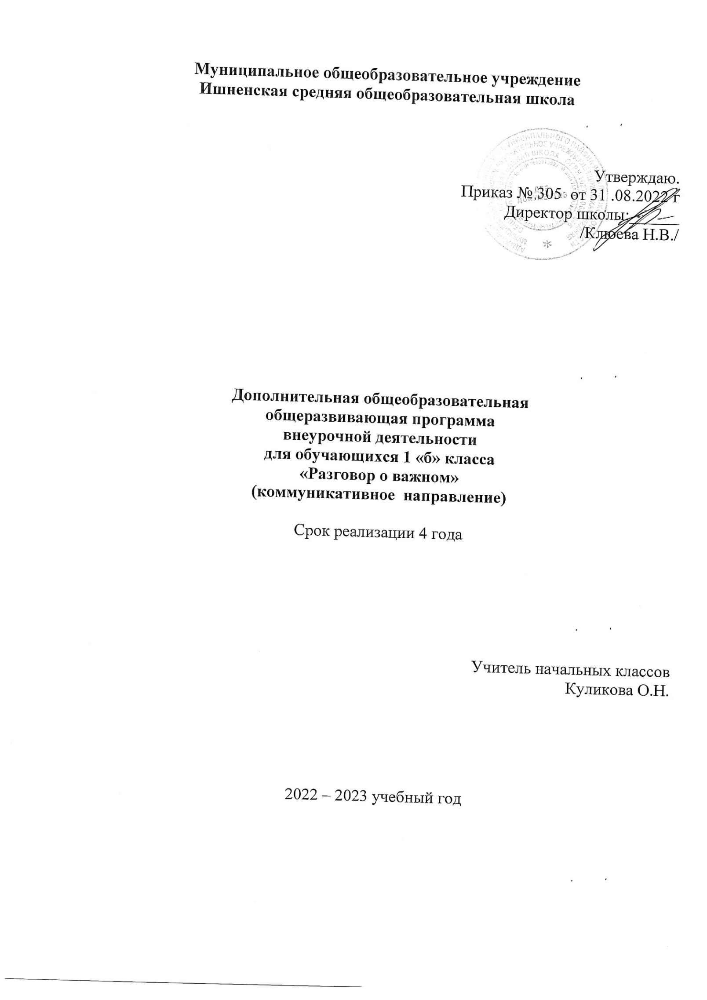 Муниципальное общеобразовательное учреждение
Ишненская средняя общеобразовательная школа
Утверждаю.
Приказ № 305 от 31 .08.2022 г
Директор школы:
/Клюева Н.В./
ДЛЯ
ДОКУМЕНТОВ
Дополнительная общеобразовательная
общеразвивающая программа
внеурочной деятельности
для обучающихся 1 «б» класса
«Разговор о важном»
(коммуникативное  направление)
Срок реализации 4 года
Учитель начальных классов
Куликова О.Н.
2022 – 2023 учебный год